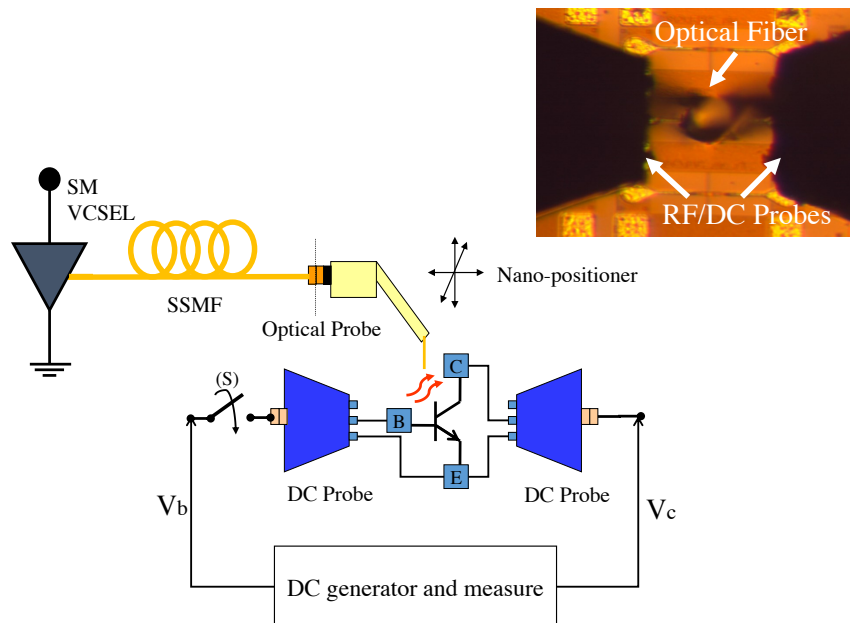 Optical Fiber
RF/DC Probes
SM
VCSEL
SSMF
Optical Probe
Nano-positioner
(S)
C
B
E
DC Probe
DC Probe
Vb
Vc
DC generator and measure